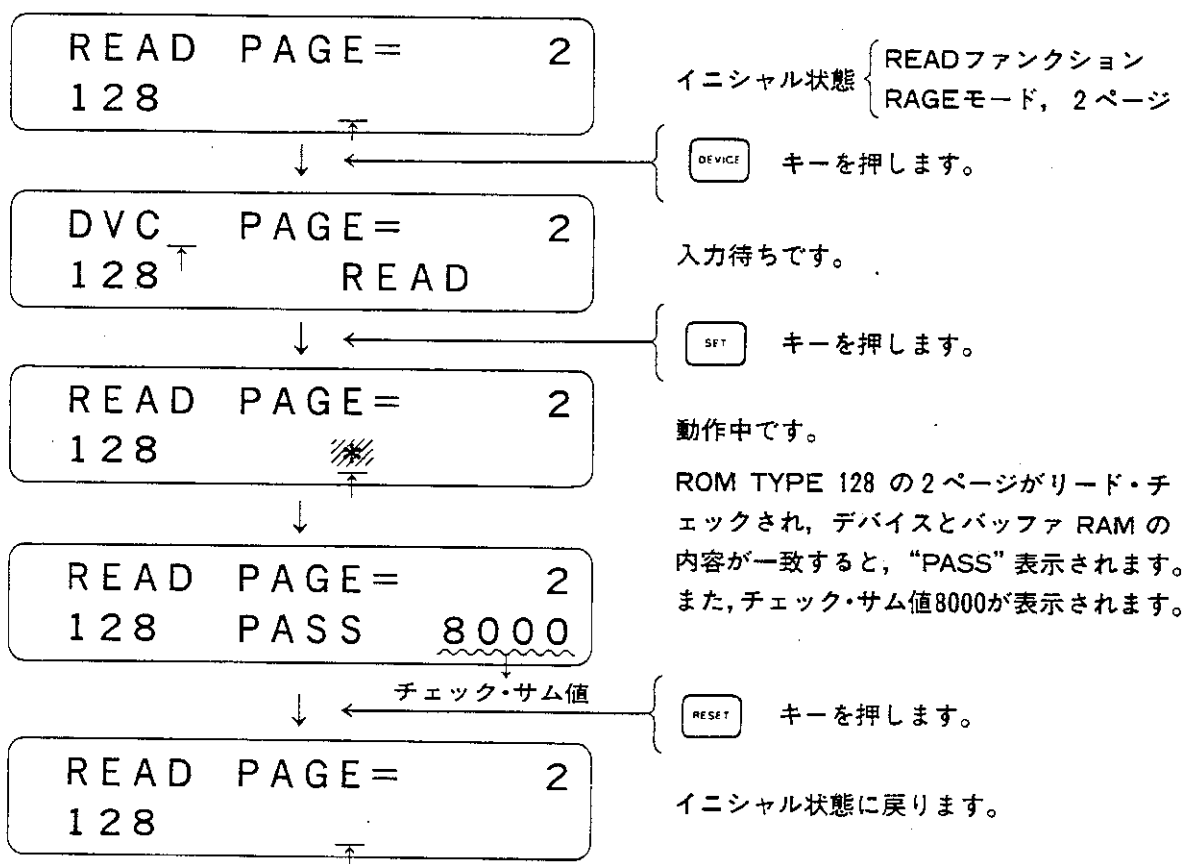 READ PAGE= 2
128
イニシャル状態 READファンクション
RAGEモード, 2ページ
DEVICE キーを押します。
DVC PAGE= 2
128 READ
入力待ちです。
SET キーを押します。
READ PAGE= 2
128 *
動作中です。
ROM TYPE 128 の2ページがリード・チ
ェックされ, デバイスとバッファ RAM の
内容が一致すると, “PASS” 表示されます。
また,チェック・サム値8000が表示されます。
READ PAGE= 2
128 PASS 8000
チェック・サム値
RESET キーを押します。
READ PAGE= 2
128
イニシャル状態に戻ります。